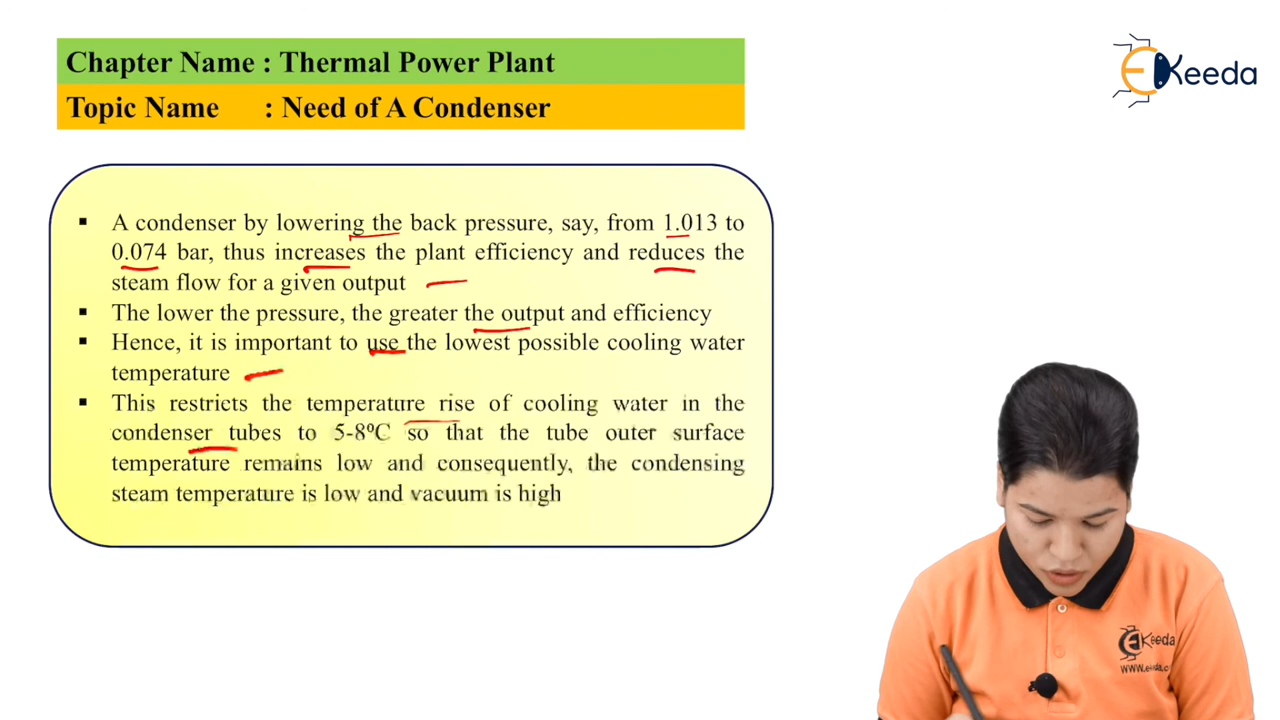 Chapter Name : Thermal Power Plant
Topic Name : Need of A Condenser
EKeeda
▪ A condenser by lowering the back pressure, say, from 1.013 to
0.074 bar, thus increases the plant efficiency and reduces the
steam flow for a given output
▪ The lower the pressure, the greater the output and efficiency
▪ Hence, it is important to use the lowest possible cooling water
temperature
▪ This restricts the temperature rise of cooling water in the
condenser tubes to 5-8⁰C so that the tube outer surface
temperature remains low and consequently, the condensing
steam temperature is low and vacuum is high
EKeeda